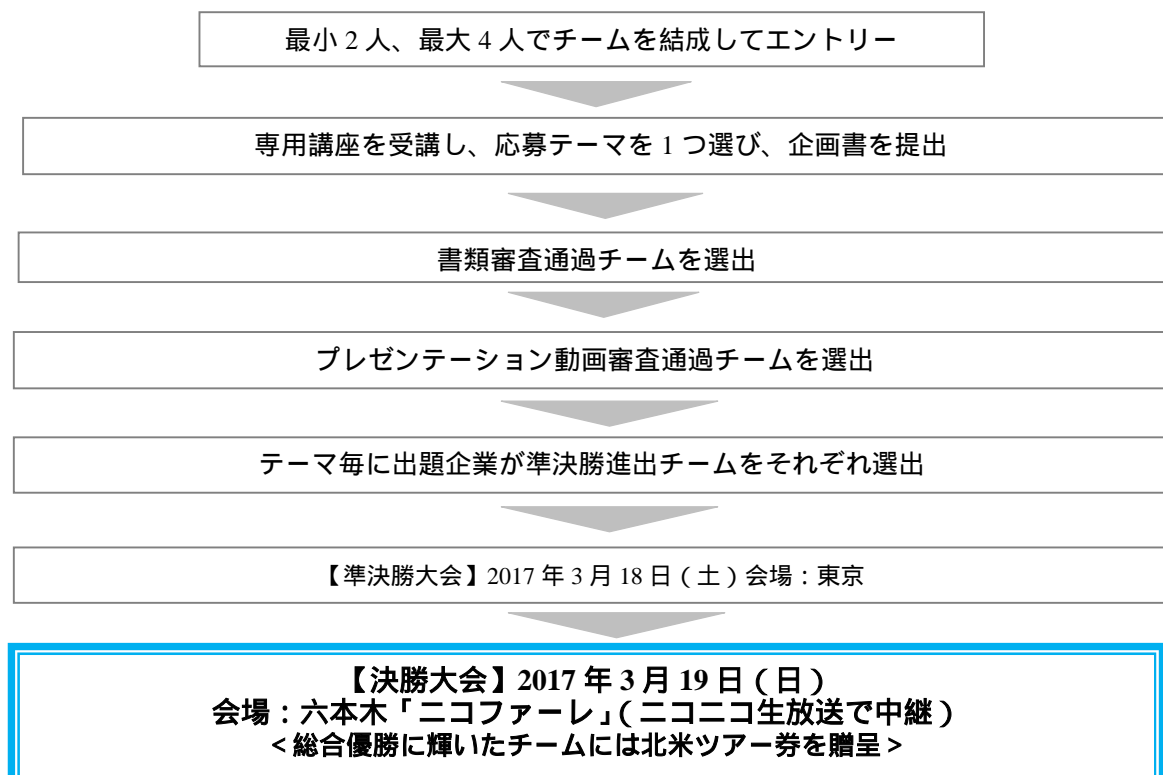 最小 2 人、最大 4 人でチームを結成してエントリー
専用講座を受講し、応募テーマを 1 つ選び、企画書を提出
書類審査通過チームを選出
プレゼンテーション動画審査通過チームを選出
テーマ毎に出題企業が準決勝進出チームをそれぞれ選出
【準決勝大会】2017 年 3 月 18 日（土）会場：東京
【決勝大会】2017 年 3 月 19 日（日）
会場：六本木「ニコファーレ」（ニコニコ生放送で中継）
＜総合優勝に輝いたチームには北米ツアー券を贈呈＞